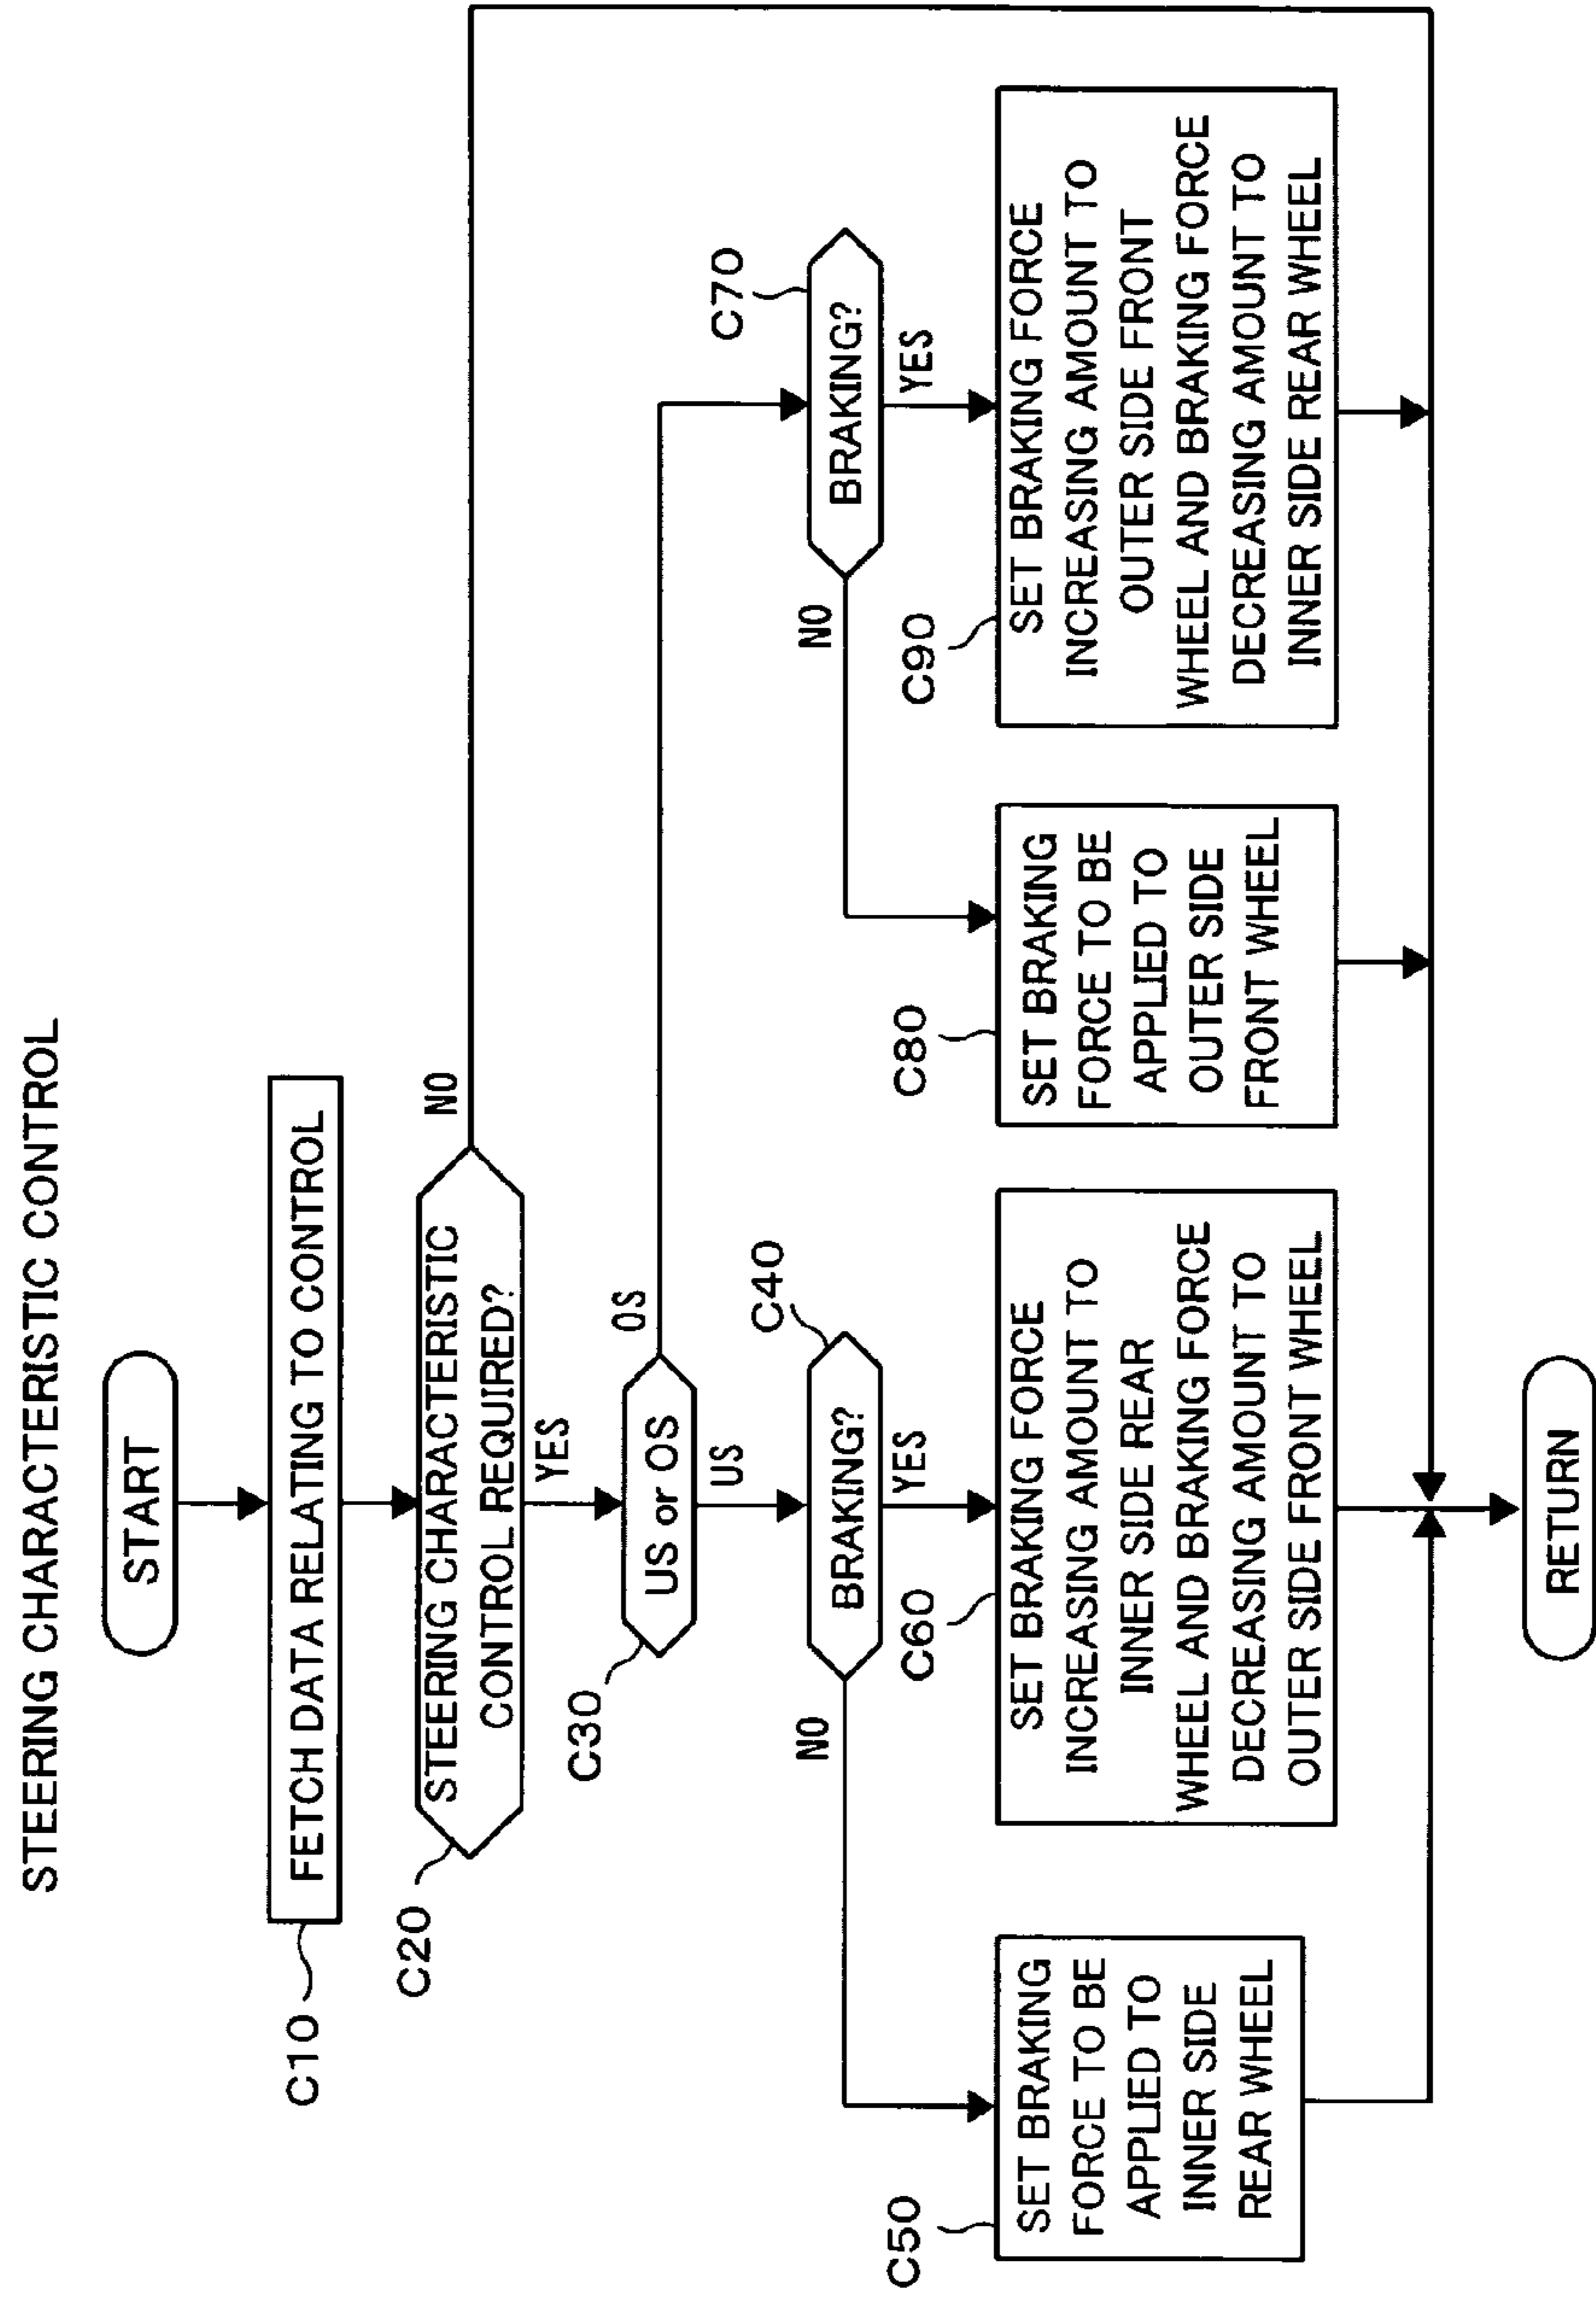 STEERING CHARACTERISTIC CONTROL
START
C10
FETCH DATA RELATING TO CONTROL
C20
STEERING CHARACTERISTIC
CONTROL REQUIRED?
NO
YES
C30
US or OS
OS
US
C40
BRAKING?
NO
YES
C70
BRAKING?
NO
YES
C50
SET BRAKING
FORCE TO BE
APPLIED TO
INNER SIDE
REAR WHEEL
C60
SET BRAKING FORCE
INCREASING AMOUNT TO
INNER SIDE REAR
WHEEL AND BRAKING FORCE
DECREASING AMOUNT TO
OUTER SIDE FRONT WHEEL
C80
SET BRAKING
FORCE TO BE
APPLIED TO
OUTER SIDE
FRONT WHEEL
C90
SET BRAKING FORCE
INCREASING AMOUNT TO
OUTER SIDE FRONT
WHEEL AND BRAKING FORCE
DECREASING AMOUNT TO
INNER SIDE REAR WHEEL
RETURN